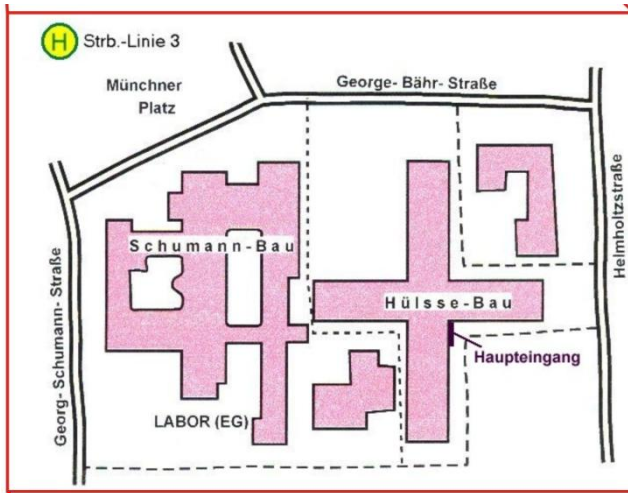 H Strb.-Linie 3
Münchner
Platz
George- Bähr- Straße
Schumann-Bau
Hülsse-Bau
Haupteingang
LABOR (EG)
Georg- Schumann- Straße
Helmholtzstraße